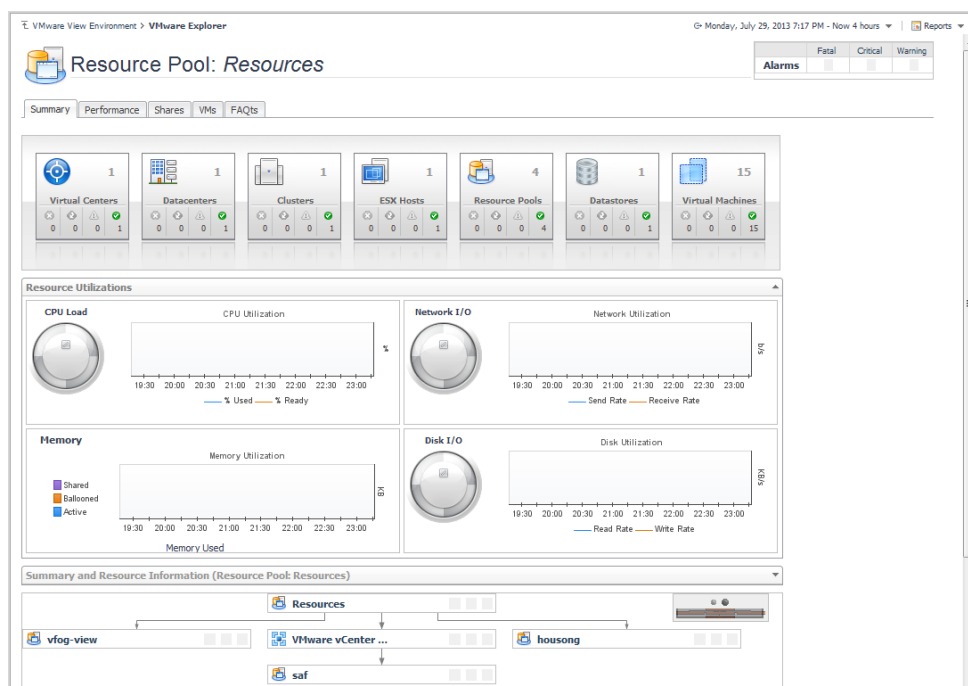 VMware View Environment > VMware Explorer
Monday, July 29, 2013 7:17 PM - Now 4 hours
Reports
Resource Pool: Resources
Fatal Critical Warning
Alarms
Summary Performance Shares VMs FAQts
1 1 1 1 4 1 15
Virtual Centers Datacenters Clusters ESX Hosts Resource Pools Datastores Virtual Machines
0 0 0 1 0 0 0 1 0 0 0 1 0 0 0 1 0 0 0 4 0 0 0 1 0 0 0 15
Resource Utilizations
CPU Load
CPU Utilization
%
19:30 20:00 20:30 21:00 21:30 22:00 22:30 23:00
% Used % Ready
Network I/O
Network Utilization
b/s
19:30 20:00 20:30 21:00 21:30 22:00 22:30 23:00
Send Rate Receive Rate
Memory
Memory Utilization
Shared
Ballooned
Active
KB
19:30 20:00 20:30 21:00 21:30 22:00 22:30 23:00
Memory Used
Disk I/O
Disk Utilization
KB/s
19:30 20:00 20:30 21:00 21:30 22:00 22:30 23:00
Read Rate Write Rate
Summary and Resource Information (Resource Pool: Resources)
Resources
vfog-view VMware vCenter ... housong
saf